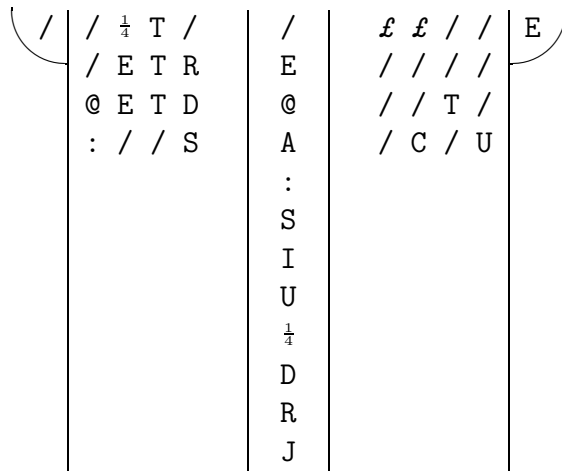 / / ¼ T / / £ £ / / E
/ E T R E / / / /
@ E T D @ / / T /
: / / S A / C / U
:
S
I
U
¼
D
R
J